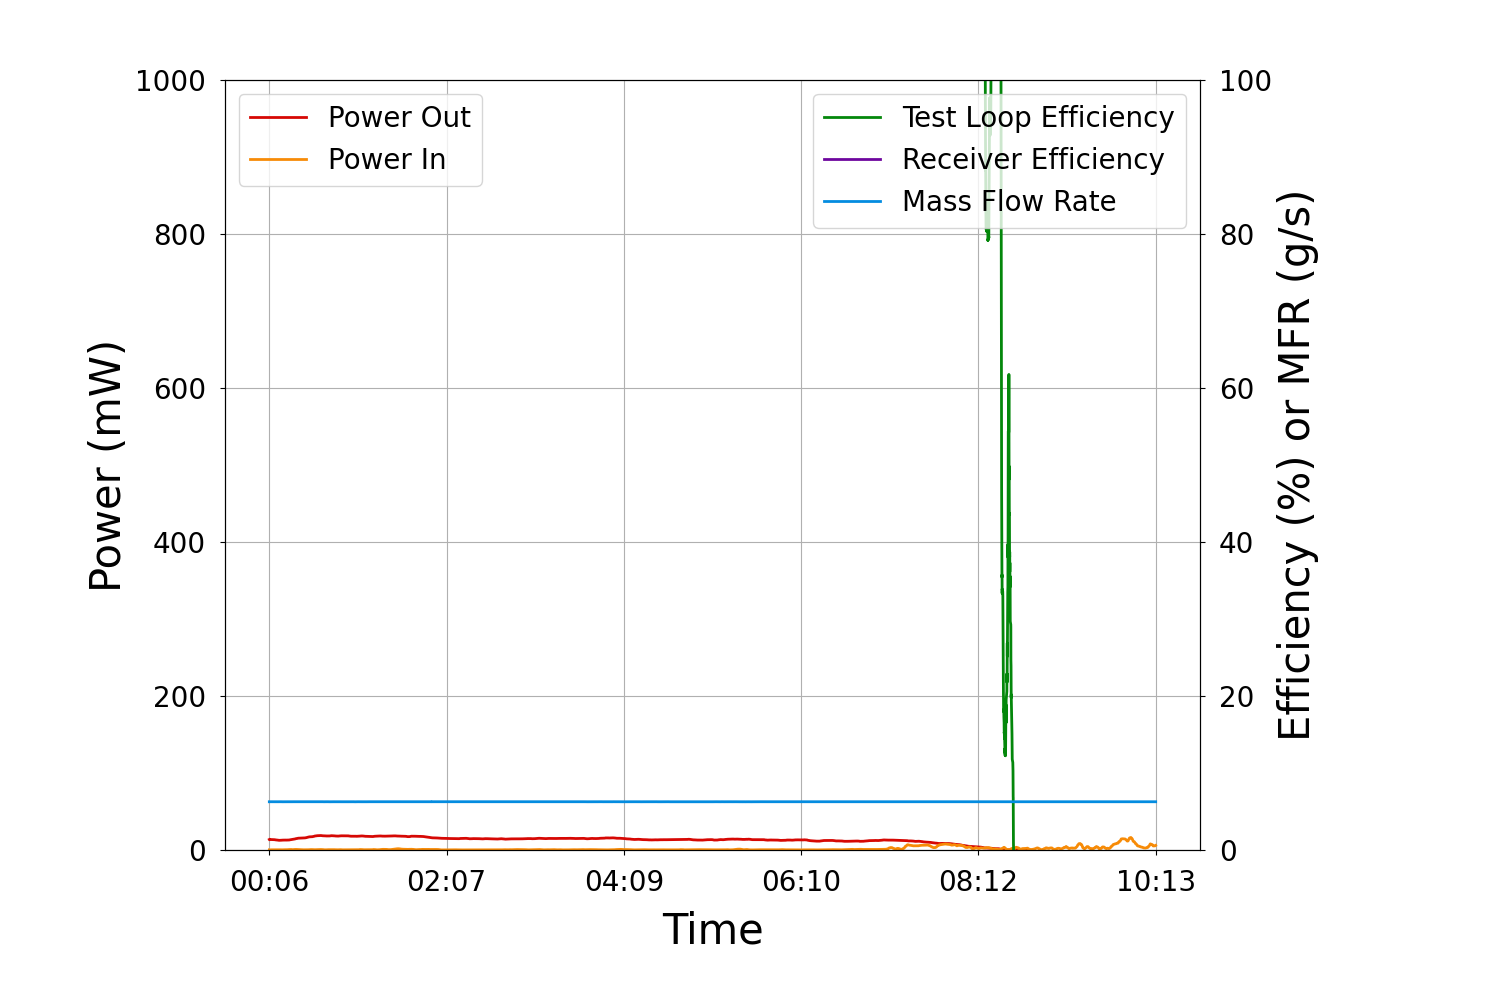 1000
800
600
400
200
0
Power (mW)
Power Out
Power In
Test Loop Efficiency
Receiver Efficiency
Mass Flow Rate
100
80
60
40
20
0
Efficiency (%) or MFR (g/s)
00:06 02:07 04:09 06:10 08:12 10:13
Time